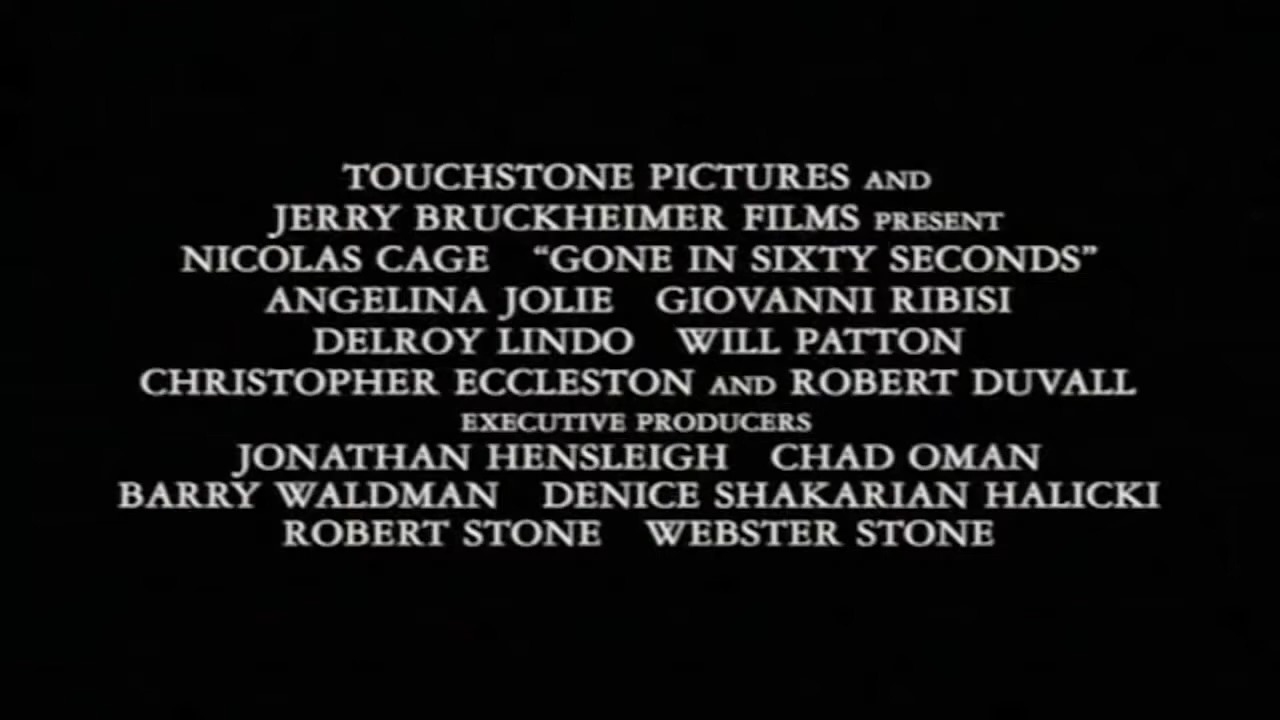 TOUCHSTONE PICTURES AND
JERRY BRUCKHEIMER FILMS PRESENT
NICOLAS CAGE “GONE IN SIXTY SECONDS”
ANGELINA JOLIE GIOVANNI RIBISI
DELROY LINDO WILL PATTON
CHRISTOPHER ECCLESTON AND ROBERT DUVALL
EXECUTIVE PRODUCERS
JONATHAN HENSLEIGH CHAD OMAN
BARRY WALDMAN DENICE SHAKARIAN HALICKI
ROBERT STONE WEBSTER STONE